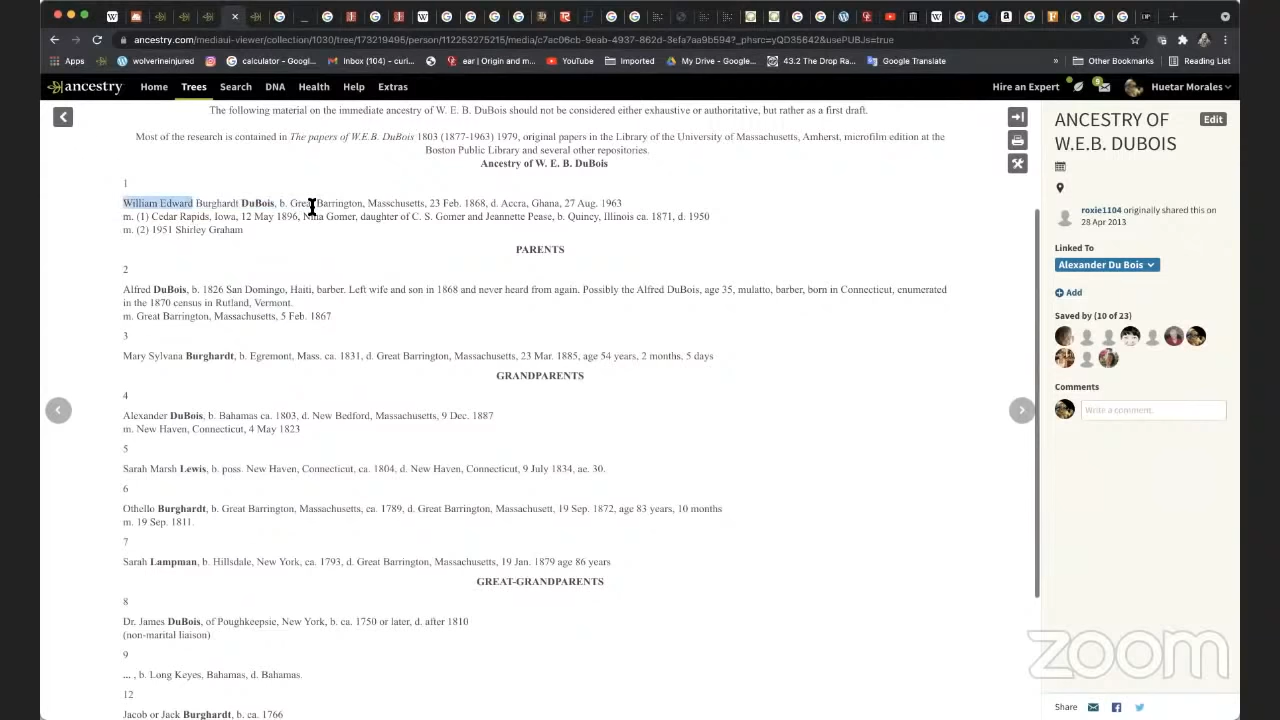 DP
ancestry.com/mediaui-viewer/collection/1030/tree/173219495/person/112253275215/media/c7ac06cb-9eab-4937-862d-3efa7aa9b594?_phsrc=yQD35642&usePUBJs=true
Apps
wolverineinjured
calculator - Googl...
Inbox (104) - curi...
ear | Origin and m...
YouTube
Imported
My Drive - Google...
43.2 The Drop Ra...
Google Translate
»
Other Bookmarks
Reading List
ancestry
Home
Trees
Search
DNA
Health
Help
Extras
Hire an Expert
9
Huetar Morales
The following material on the immediate ancestry of W. E. B. DuBois should not be considered either exhaustive or authoritative, but rather as a first draft.
Most of the research is contained in The papers of W.E.B. DuBois 1803 (1877-1963) 1979, original papers in the Library of the University of Massachusetts, Amherst, microfilm edition at the
Boston Public Library and several other repositories.
Ancestry of W. E. B. DuBois
1
William Edward Burghardt DuBois, b. Great Barrington, Masschusetts, 23 Feb. 1868, d. Accra, Ghana, 27 Aug. 1963
m. (1) Cedar Rapids, Iowa, 12 May 1896, Nina Gomer, daughter of C. S. Gomer and Jeannette Pease, b. Quincy, Illinois ca. 1871, d. 1950
m. (2) 1951 Shirley Graham
PARENTS
2
Alfred DuBois, b. 1826 San Domingo, Haiti, barber. Left wife and son in 1868 and never heard from again. Possibly the Alfred DuBois, age 35, mulatto, barber, born in Connecticut, enumerated
in the 1870 census in Rutland, Vermont.
m. Great Barrington, Massachusetts, 5 Feb. 1867
3
Mary Sylvana Burghardt, b. Egremont, Mass. ca. 1831, d. Great Barrington, Massachusetts, 23 Mar. 1885, age 54 years, 2 months, 5 days
GRANDPARENTS
4
Alexander DuBois, b. Bahamas ca. 1803, d. New Bedford, Massachusetts, 9 Dec. 1887
m. New Haven, Connecticut, 4 May 1823
5
Sarah Marsh Lewis, b. poss. New Haven, Connecticut, ca. 1804, d. New Haven, Connecticut, 9 July 1834, ae. 30.
6
Othello Burghardt, b. Great Barrington, Massachusetts, ca. 1789, d. Great Barrington, Massachusett, 19 Sep. 1872, age 83 years, 10 months
m. 19 Sep. 1811.
7
Sarah Lampman, b. Hillsdale, New York, ca. 1793, d. Great Barrington, Massachusetts, 19 Jan. 1879 age 86 years
GREAT-GRANDPARENTS
8
Dr. James DuBois, of Poughkeepsie, New York, b. ca. 1750 or later, d. after 1810
(non-marital liaison)
9
... , b. Long Keyes, Bahamas, d. Bahamas.
12
Jacob or Jack Burghardt, b. ca. 1766
ANCESTRY OF
W.E.B. DUBOIS
Edit
roxie1104 originally shared this on
28 Apr 2013
Linked To
Alexander Du Bois
Add
Saved by (10 of 23)
Comments
Write a comment.
zoom
Share